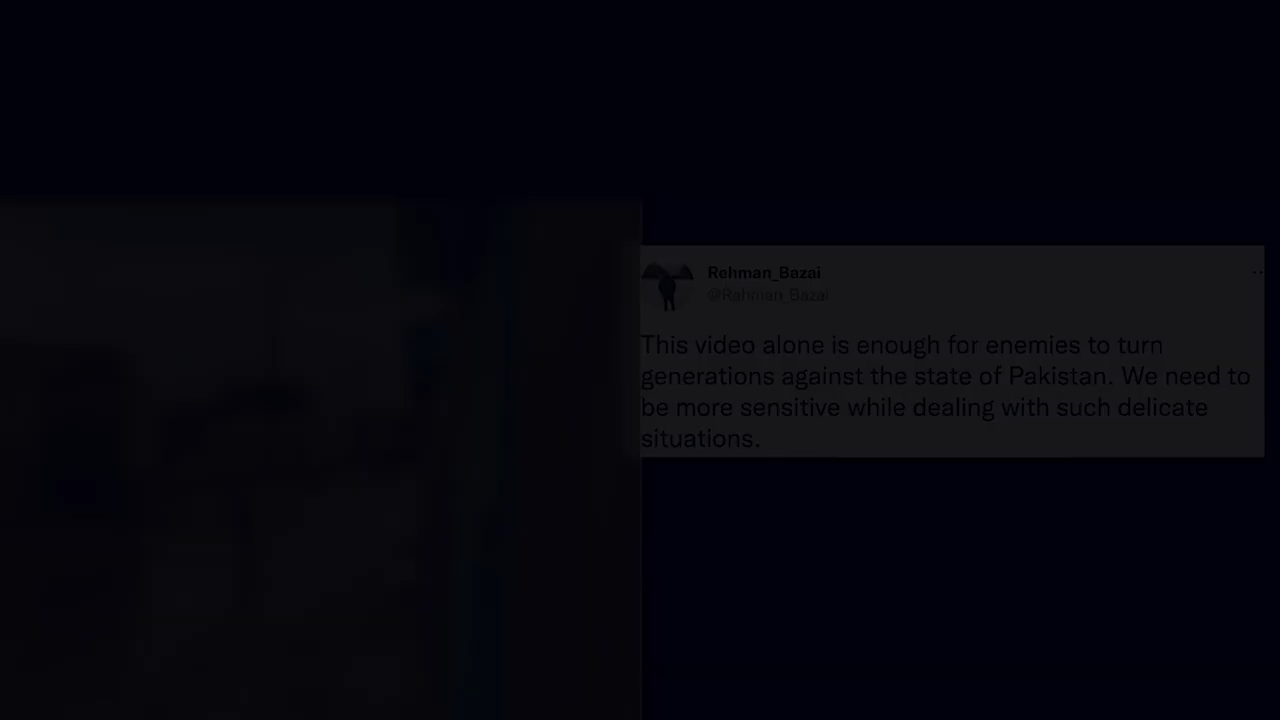 Rehman_Bazai
@Rahman_Bazai
This video alone is enough for enemies to turn
generations against the state of Pakistan. We need to
be more sensitive while dealing with such delicate
situations.